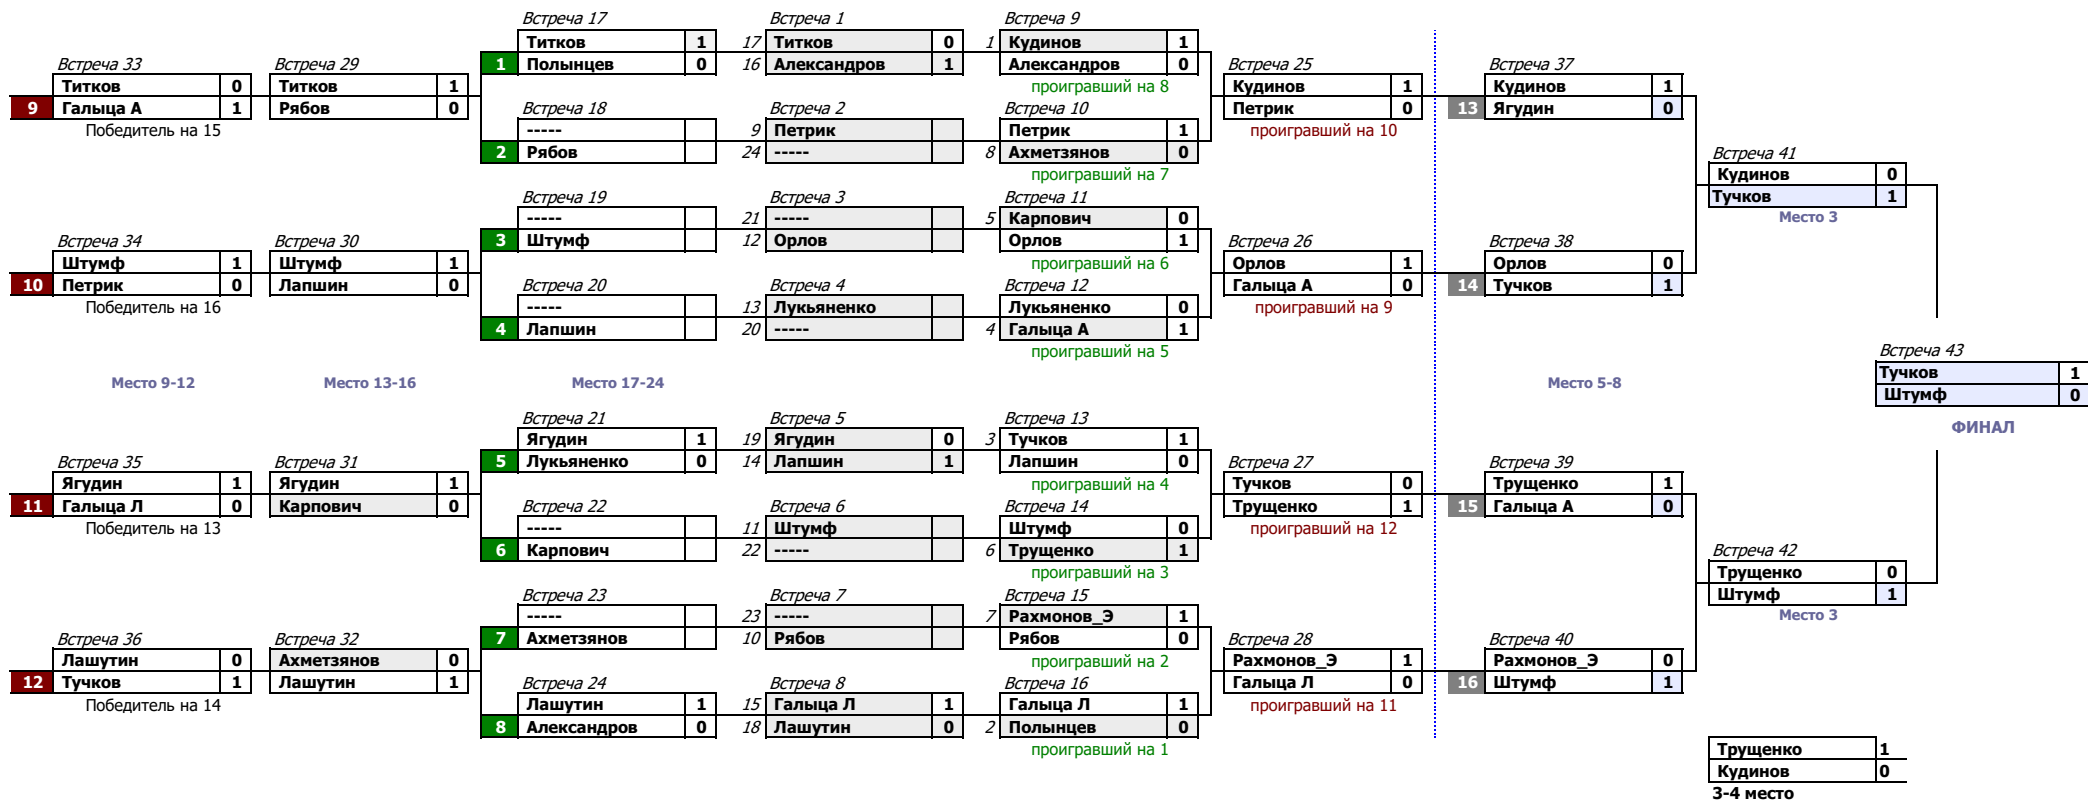 Встреча 17 Встреча 1 Встреча 9
Титков 1 17 Титков 0 1 Кудинов 1
Встреча 33 Встреча 29 1 Полынцев 0 16 Александров 1 Александров 0 Встреча 25 Встреча 37
Титков 0 Титков 1 проигравший на 8 Кудинов 1 Кудинов 1
9 Галыца А 1 Рябов 0 Встреча 18 Встреча 2 Встреча 10 Петрик 0 13 Ягудин 0
Победитель на 15 ----- 9 Петрик Петрик 1 проигравший на 10
2 Рябов 24 ----- 8 Ахметзянов 0 Встреча 41
проигравший на 7 Кудинов 0
Встреча 19 Встреча 3 Встреча 11 Тучков 1
----- 21 ----- 5 Карпович 0 Место 3
Встреча 34 Встреча 30 3 Штумф 12 Орлов Орлов 1 Встреча 26 Встреча 38
Штумф 1 Штумф 1 проигравший на 6 Орлов 1 Орлов 0
10 Петрик 0 Лапшин 0 Встреча 20 Встреча 4 Встреча 12 Галыца А 0 14 Тучков 1
Победитель на 16 ----- 13 Лукьяненко Лукьяненко 0 проигравший на 9
4 Лапшин 20 ----- 4 Галыца А 1
проигравший на 5 Встреча 43
Тучков 1
Место 9-12 Место 13-16 Место 17-24 Место 5-8
Штумф 0
Встреча 21 Встреча 5 Встреча 13 ФИНАЛ
Ягудин 1 19 Ягудин 0 3 Тучков 1
Встреча 35 Встреча 31 5 Лукьяненко 0 14 Лапшин 1 Лапшин 0 Встреча 27 Встреча 39
Ягудин 1 Ягудин 1 проигравший на 4 Тучков 0 Трущенко 1
11 Галыца Л 0 Карпович 0 Встреча 22 Встреча 6 Встреча 14 Трущенко 1 15 Галыца А 0
Победитель на 13 ----- 11 Штумф Штумф 0 проигравший на 12
6 Карпович 22 ----- 6 Трущенко 1 Встреча 42
проигравший на 3 Трущенко 0
Встреча 23 Встреча 7 Встреча 15 Штумф 1
----- 23 ----- 7 Рахмонов_Э 1 Место 3
Встреча 36 Встреча 32 7 Ахметзянов 10 Рябов Рябов 0 Встреча 28 Встреча 40
Лашутин 0 Ахметзянов 0 проигравший на 2 Рахмонов_Э 1 Рахмонов_Э 0
12 Тучков 1 Лашутин 1 Встреча 24 Встреча 8 Встреча 16 Галыца Л 0 16 Штумф 1
Победитель на 14 Лашутин 1 15 Галыца Л 1 Галыца Л 1 проигравший на 11
8 Александров 0 18 Лашутин 0 2 Полынцев 0
проигравший на 1 Трущенко 1
Кудинов 0
3-4 место